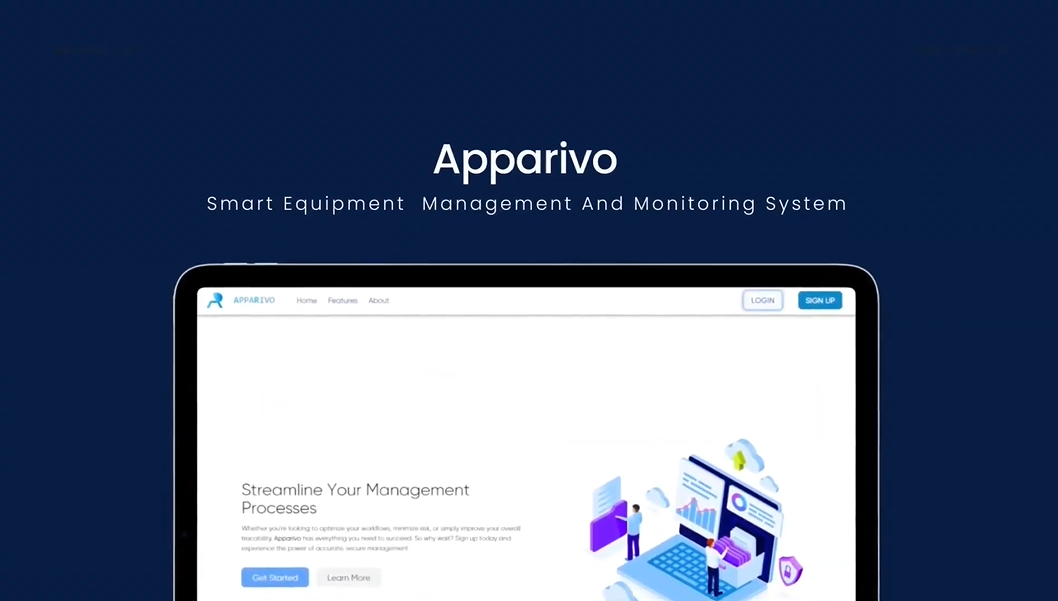 Apparivo
Smart Equipment Management And Monitoring System
APPARIVO Home Features About LOGIN SIGN UP
Streamline Your Management
Processes
Whether you're looking to optimize your workflows, minimize risk, or simply improve your overall
traceability, Apparivo has everything you need to succeed. So why wait? Sign up today and
experience the power of accurate, secure management
Get Started Learn More